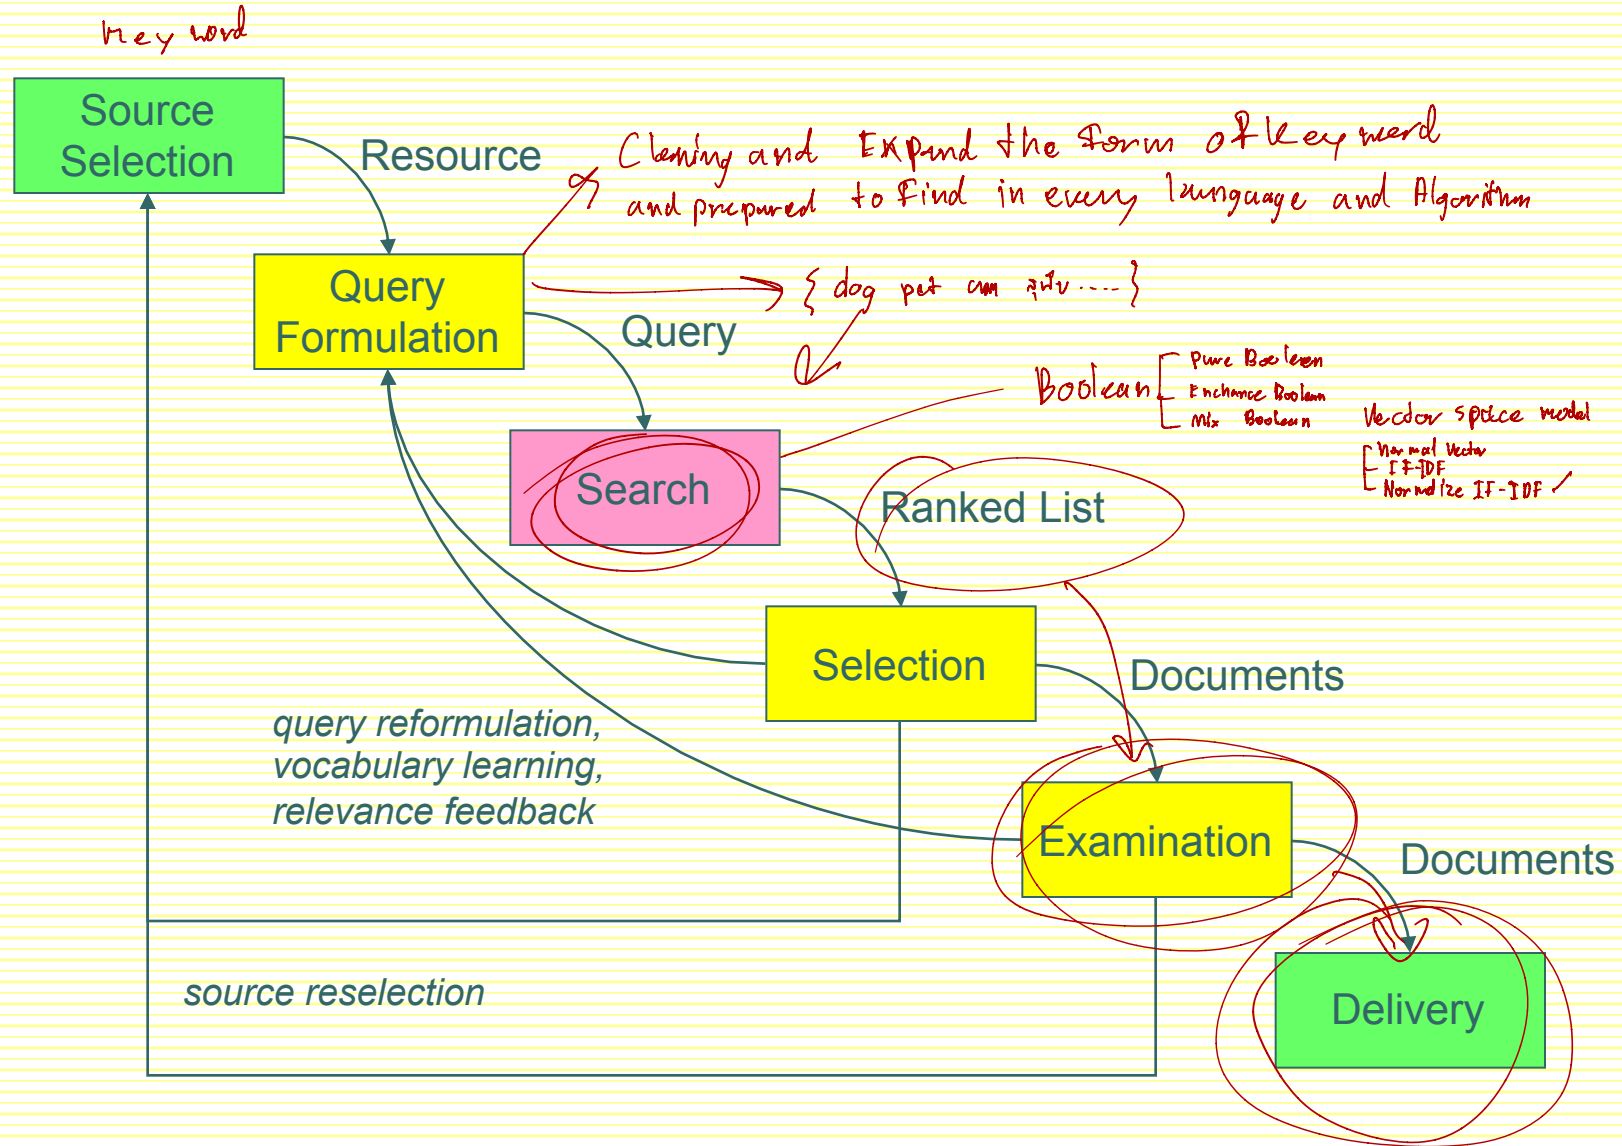 Key word
Source
Selection
Resource
Cleaning and Expand the Form of Key word
and prepared to Find in every language and Algorithm
Query
Formulation
{ dog pet .... }
Query
Boolean
Pure Boolean
Enchance Boolean
Mix Boolean
Vector space model
Normal Vector
TF-IDF
Normalize TF-IDF ✓
Search
Ranked List
Selection
Documents
query reformulation,
vocabulary learning,
relevance feedback
Examination
Documents
source reselection
Delivery